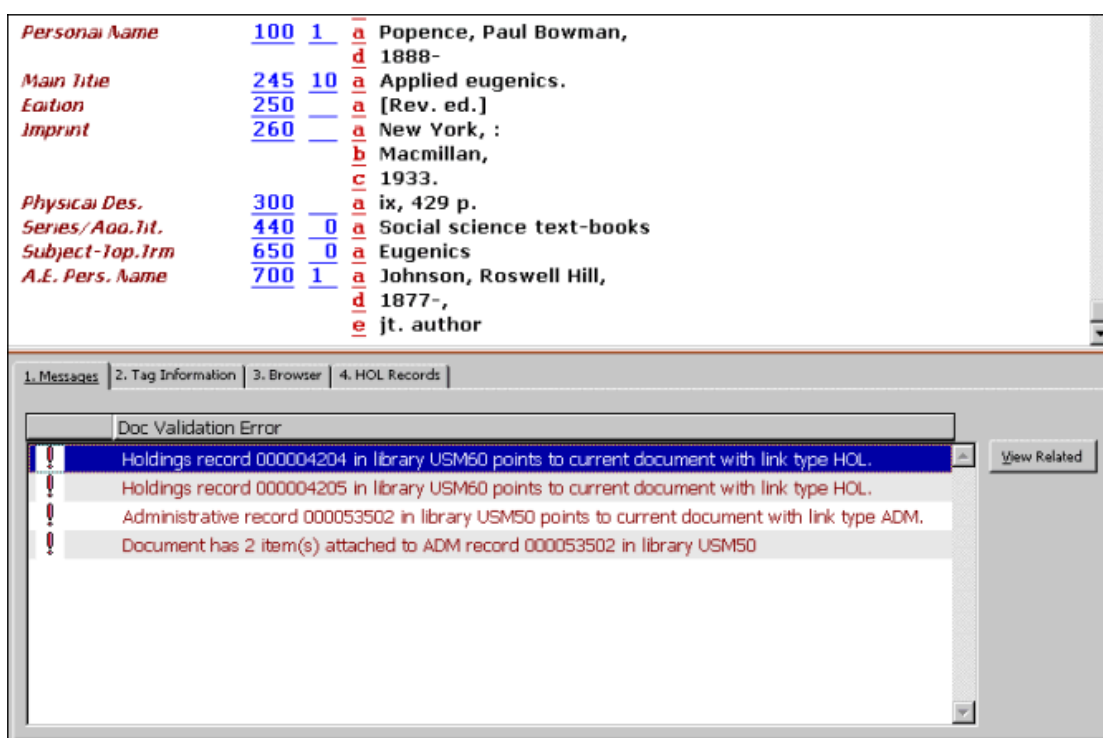 Personal Name 100 1 a Popence, Paul Bowman,
d 1888-
Main Title 245 10 a Applied eugenics.
Edition 250 a [Rev. ed.]
Imprint 260 a New York, :
b Macmillan,
c 1933.
Physical Des. 300 a ix, 429 p.
Series/Add.Tit. 440 0 a Social science text-books
Subject-Top.Trm 650 0 a Eugenics
A.E. Pers. Name 700 1 a Johnson, Roswell Hill,
d 1877-,
e jt. author
1. Messages 2. Tag Information 3. Browser 4. HOL Records
Doc Validation Error
! Holdings record 000004204 in library USM60 points to current document with link type HOL. View Related
! Holdings record 000004205 in library USM60 points to current document with link type HOL.
! Administrative record 000053502 in library USM50 points to current document with link type ADM.
! Document has 2 item(s) attached to ADM record 000053502 in library USM50